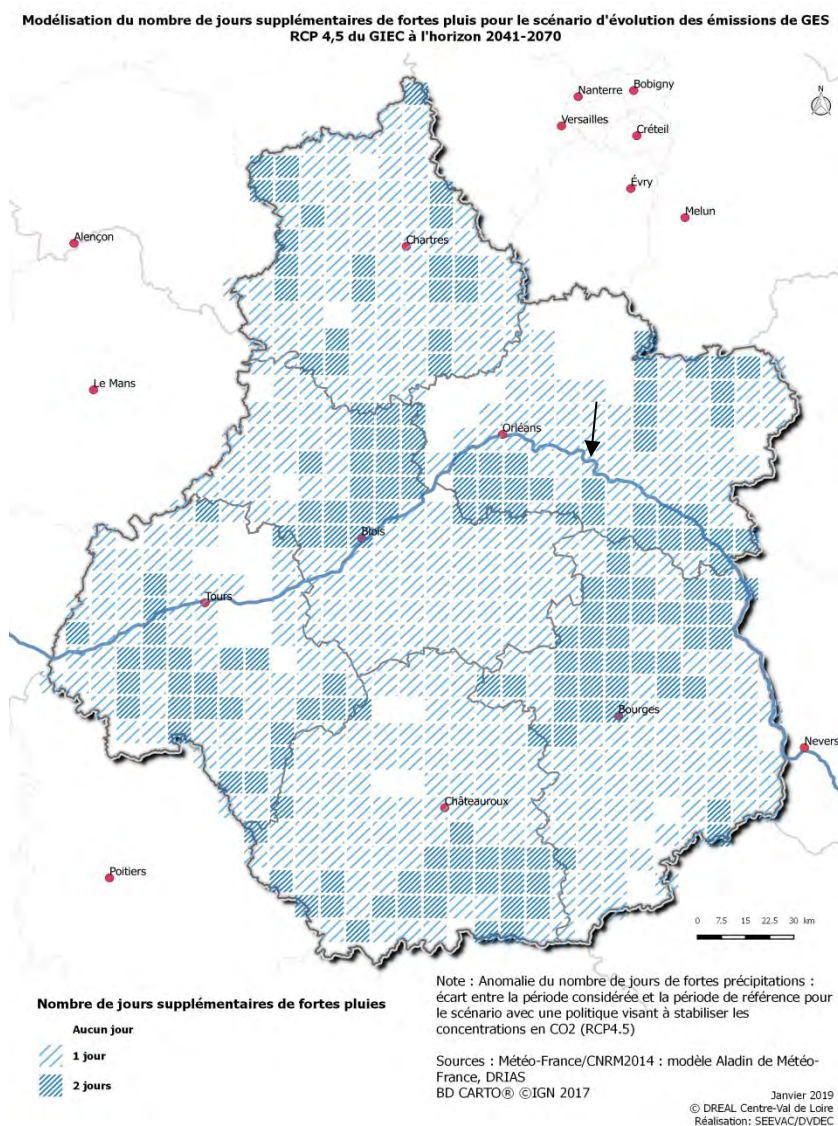 Modélisation du nombre de jours supplémentaires de fortes pluis pour le scénario d'évolution des émissions de GES
RCP 4,5 du GIEC à l'horizon 2041-2070
Nanterre
Bobigny
N
Versailles
Créteil
Évry
Melun
Alençon
Chartres
Le Mans
Orléans
Blois
Tours
Bourges
Nevers
Châteauroux
Poitiers
0 7.5 15 22.5 30 km
Nombre de jours supplémentaires de fortes pluies
Aucun jour
1 jour
2 jours
Note : Anomalie du nombre de jours de fortes précipitations :
écart entre la période considérée et la période de référence pour
le scénario avec une politique visant à stabiliser les
concentrations en CO2 (RCP4.5)
Sources : Météo-France/CNRM2014 : modèle Aladin de Météo-
France, DRIAS
BD CARTO® ©IGN 2017
Janvier 2019
© DREAL Centre-Val de Loire
Réalisation: SEEVAC/DVDEC